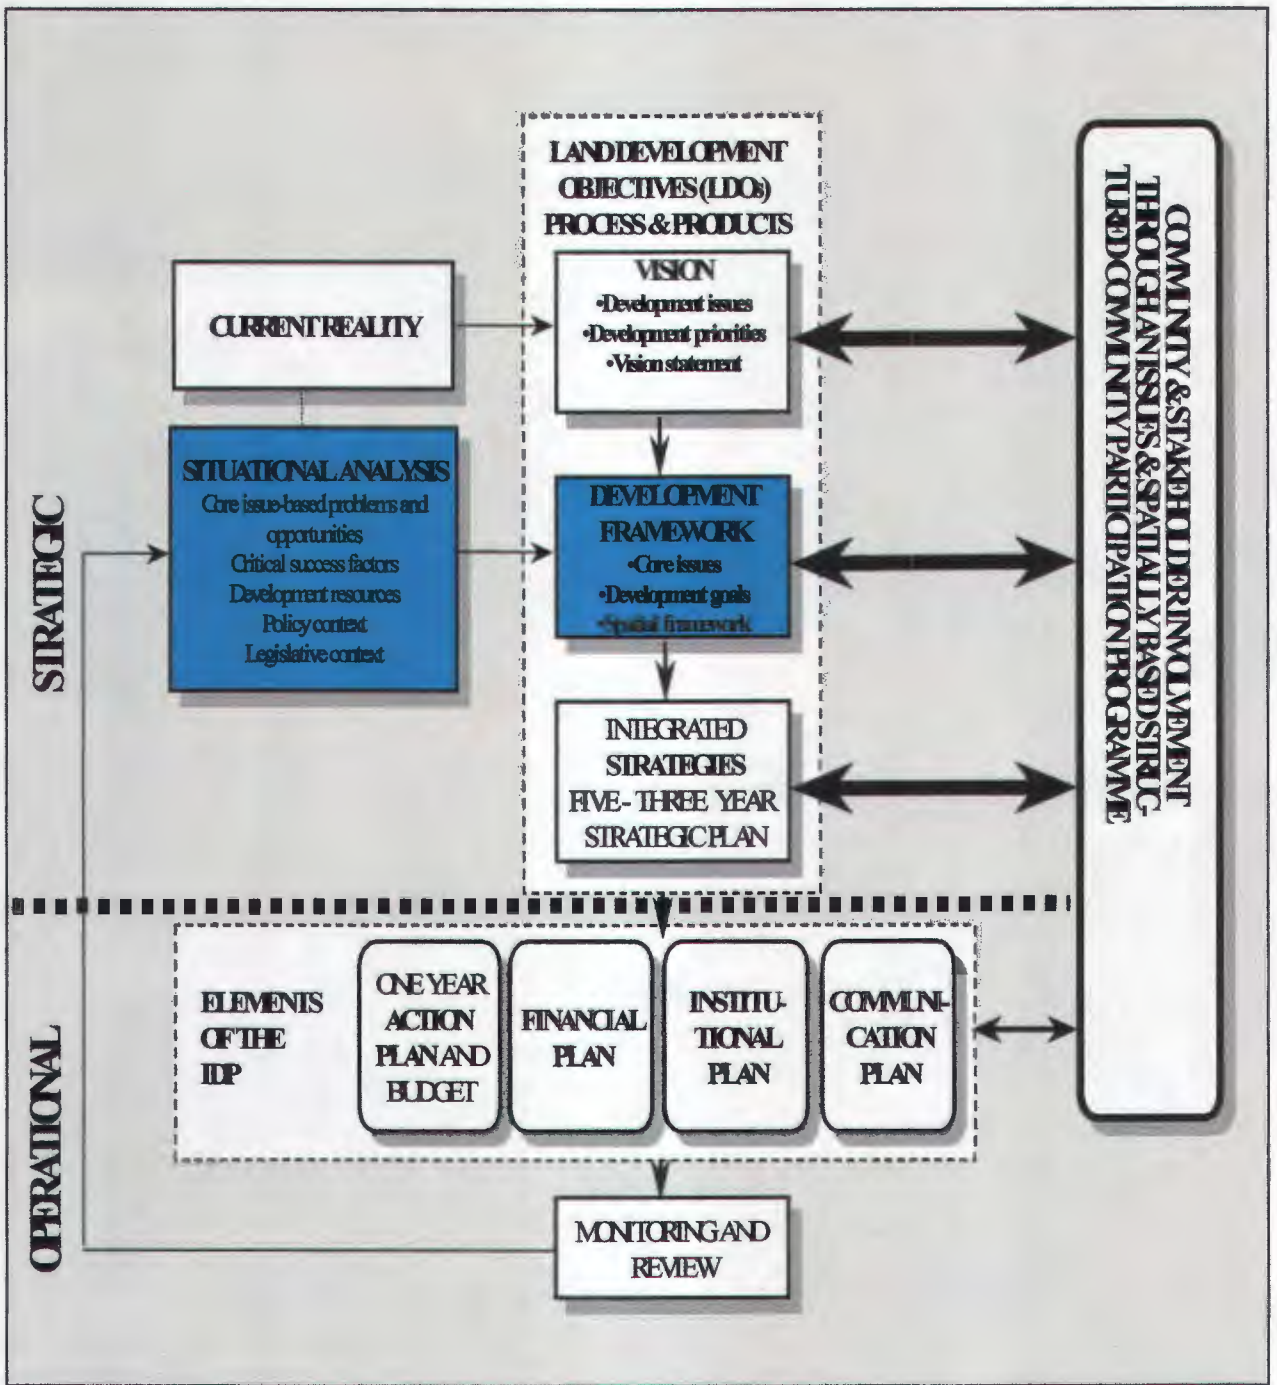 LAND DEVELOPMENT
OBJECTIVES (LDOs)
PROCESS & PRODUCTS
VISION
•Development issues
•Development priorities
•Vision statement
CURRENT REALITY
SITUATIONAL ANALYSIS
Core issue-based problems and
opportunities
Critical success factors
Development resources
Policy context
Legislative context
DEVELOPMENT
FRAMEWORK
•Core issues
•Development goals
•Spatial framework
INTEGRATED
STRATEGIES
FIVE - THREE YEAR
STRATEGIC PLAN
COMMUNITY & STAKEHOLDER INVOLVEMENT
THROUGH AN ISSUES & SPATIALLY BASED STRUC-
TURED COMMUNITY PARTICIPATION PROGRAMME
STRATEGIC
OPERATIONAL
ELEMENTS
OF THE
IDP
ONE YEAR
ACTION
PLAN AND
BUDGET
FINANCIAL
PLAN
INSTITU-
TIONAL
PLAN
COMMUNI-
CATION
PLAN
MONITORING AND
REVIEW